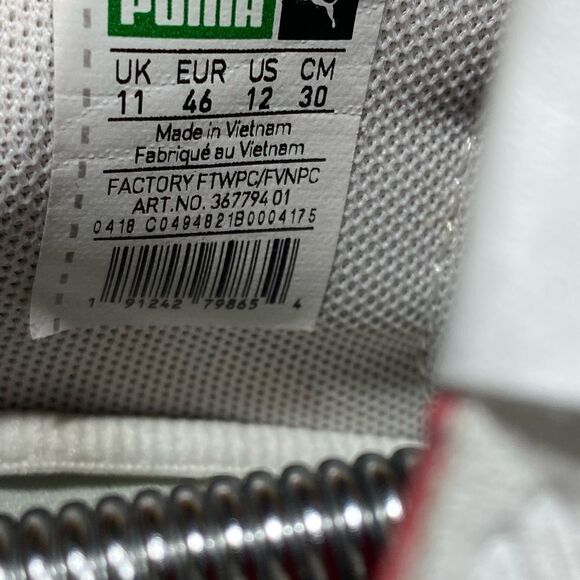 PUMA
UK EUR US CM
11 46 12 30
Made in Vietnam
Fabriqué au Vietnam
FACTORY FTWPC/FVNPC
ART.NO. 367794 01
0418 C0494821B0004175
1 91242 79865 4